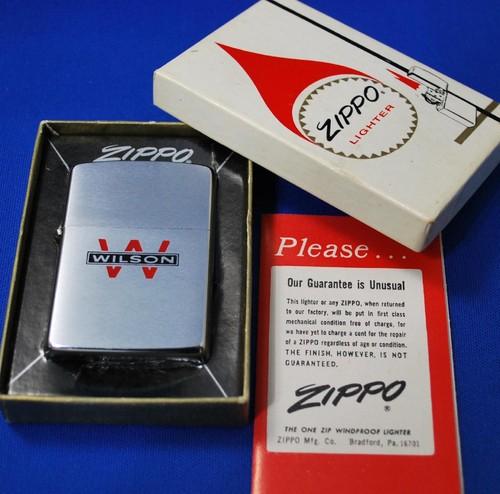 ZIPPO
LIGHTER
ZIPPO
W
WILSON
Please...
Our Guarantee is Unusual
This lighter or any ZIPPO, when returned
to our factory, will be put in first class
mechanical condition free of charge, for
we have yet to charge a cent for the repair
of a ZIPPO regardless of age or condition.
THE FINISH, HOWEVER, IS NOT
GUARANTEED.
ZIPPO
®
THE ONE ZIP WINDPROOF LIGHTER
ZIPPO Mfg. Co. Bradford, Pa. 16701